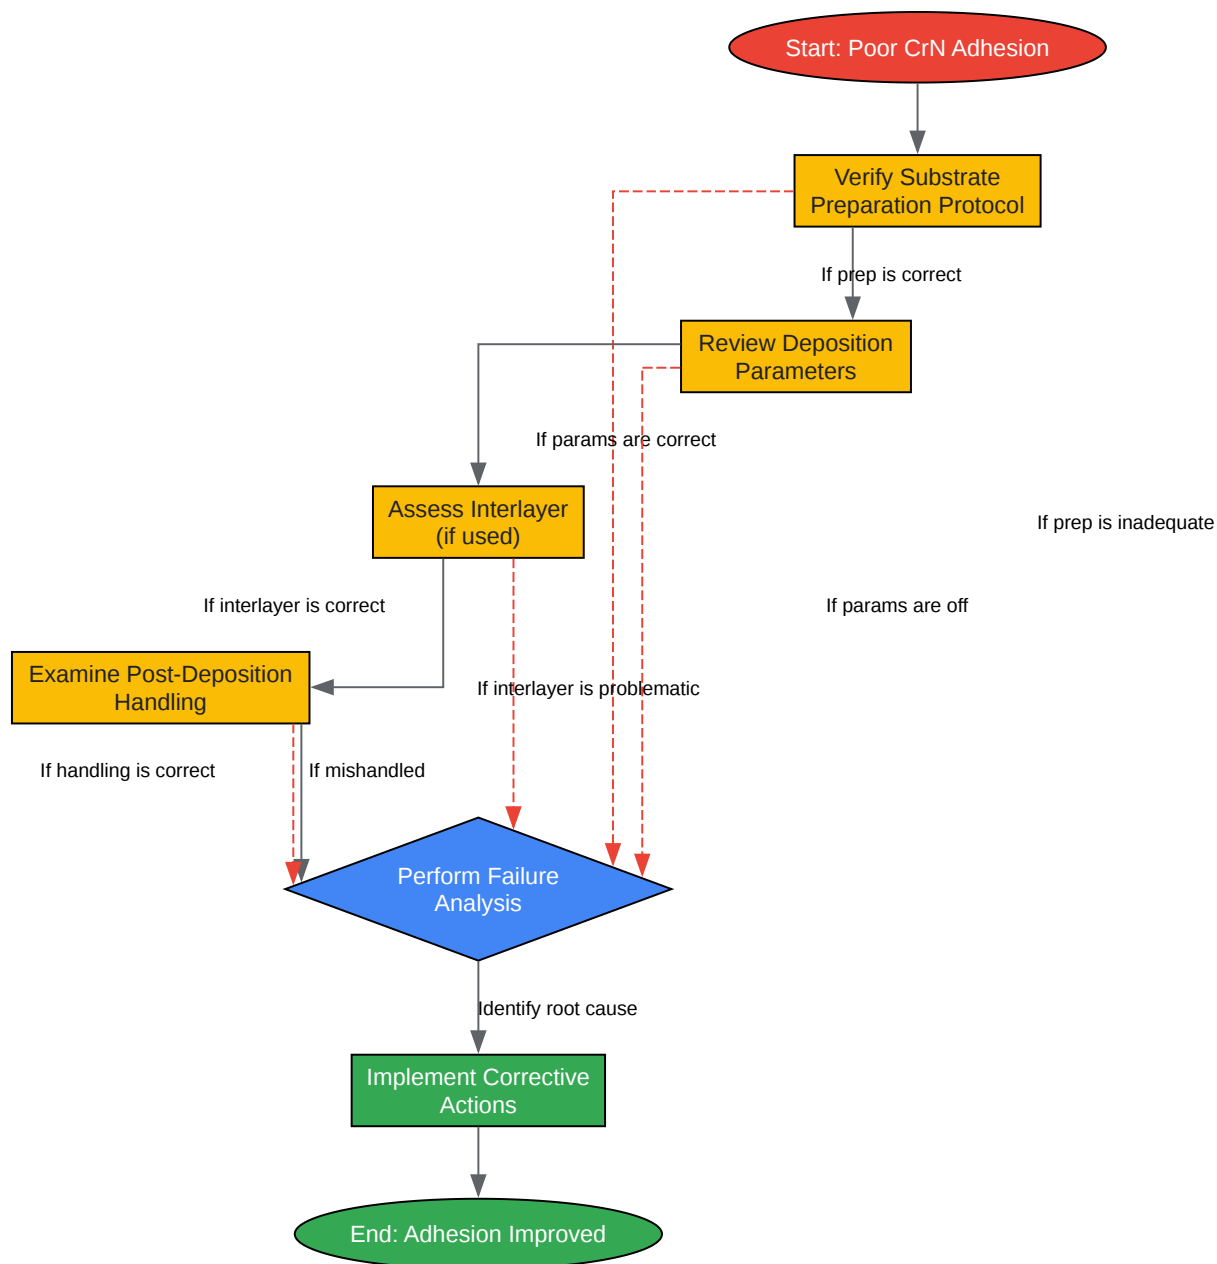 Start: Poor CrN Adhesion
Verify Substrate
Preparation Protocol
If prep is correct
Review Deposition
Parameters
If params are correct
Assess Interlayer
(if used)
If prep is inadequate
If interlayer is correct
If params are off
Examine Post-Deposition
Handling
If interlayer is problematic
If handling is correct
If mishandled
Perform Failure
Analysis
Identify root cause
Implement Corrective
Actions
End: Adhesion Improved